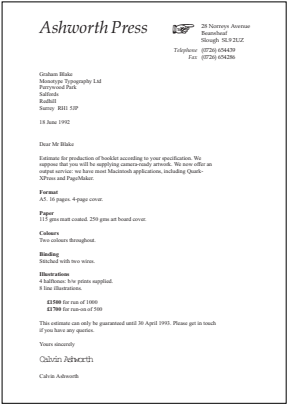 Ashworth Press
28 Norreys Avenue
Beansheaf
Slough SL9 2UZ
Telephone (0726) 654439
Fax (0726) 654286
Graham Blake
Monotype Typography Ltd
Perrywood Park
Salfords
Redhill
Surrey RH1 5JP
18 June 1992
Dear Mr Blake
Estimate for production of booklet according to your specification. We
suppose that you will be supplying camera-ready artwork. We now offer an
output service: we have most Macintosh applications, including Quark-
XPress and PageMaker.
Format
A5. 16 pages. 4-page cover.
Paper
115 gms matt coated. 250 gms art board cover.
Colours
Two colours throughout.
Binding
Stitched with two wires.
Illustrations
4 halftones: b/w prints supplied.
8 line illustrations.
£1500 for run of 1000
£1700 for run-on of 500
This estimate can only be guaranteed until 30 April 1993. Please get in touch
if you have any queries.
Yours sincerely
Calvin Ashworth
Calvin Ashworth